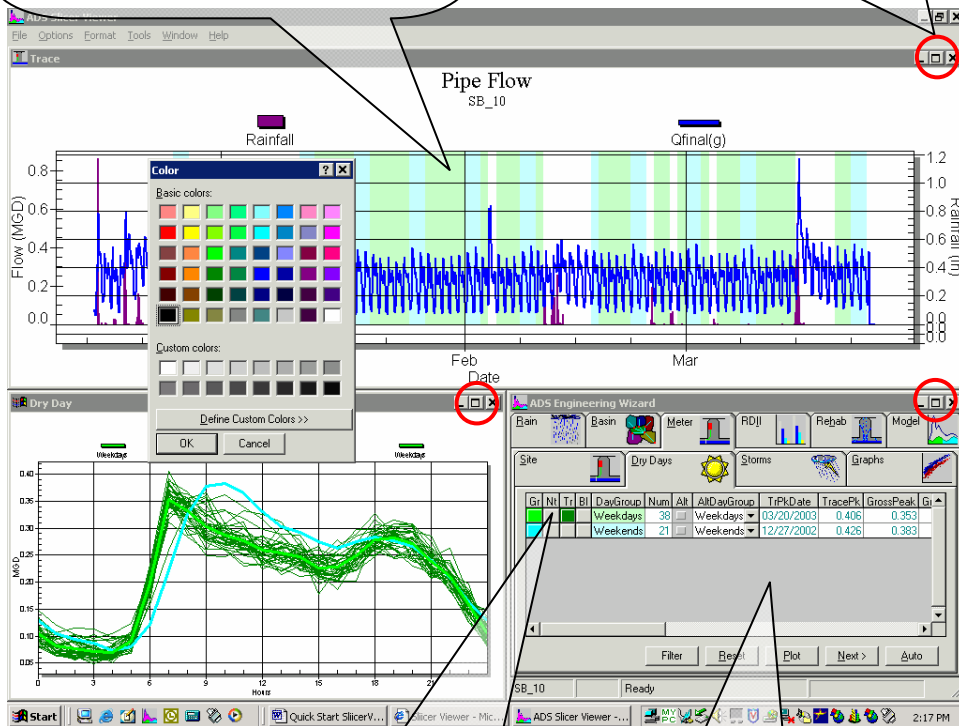 ADS Slicer Viewer
File Options Format Tools Window Help
Trace
Pipe Flow
SB_10
Rainfall
Qfinal(g)
Flow (MGD)
0.8
0.6
0.4
0.2
0.0
1.2
1.0
0.8
0.6
0.4
0.2
0.0
0.0
Rainfall (in)
Feb
Mar
Date
Color
Basic colors:
Custom colors:
Define Custom Colors >>
OK
Cancel
Dry Day
Weekdays
Weekdays
MGD
0.40
0.35
0.30
0.25
0.20
0.15
0.10
0.05
0
3
6
9
12
15
18
21
Hours
ADS Engineering Wizard
Rain
Basin
Meter
RDII
Rehab
Model
Site
Dry Days
Storms
Graphs
Gr Nt Tr Bl DayGroup Num Alt AltDayGroup TrPkDate TracePk GrossPeak
Weekdays 38 Weekdays 03/20/2003 0.406 0.353
Weekends 21 Weekends 12/27/2002 0.426 0.383
Filter
Reset
Plot
Next >
Auto
SB_10
Ready
Start
Quick Start SliicerV...
Slicer Viewer - Mic...
ADS Slicer Viewer -...
MY PC
2:17 PM